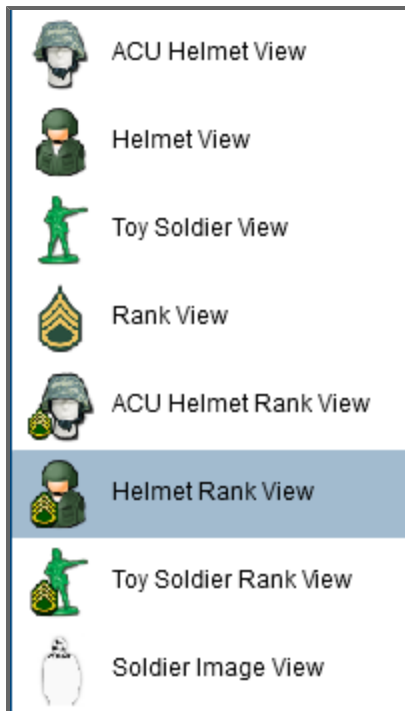 ACU Helmet View
Helmet View
Toy Soldier View
Rank View
ACU Helmet Rank View
Helmet Rank View
Toy Soldier Rank View
Soldier Image View